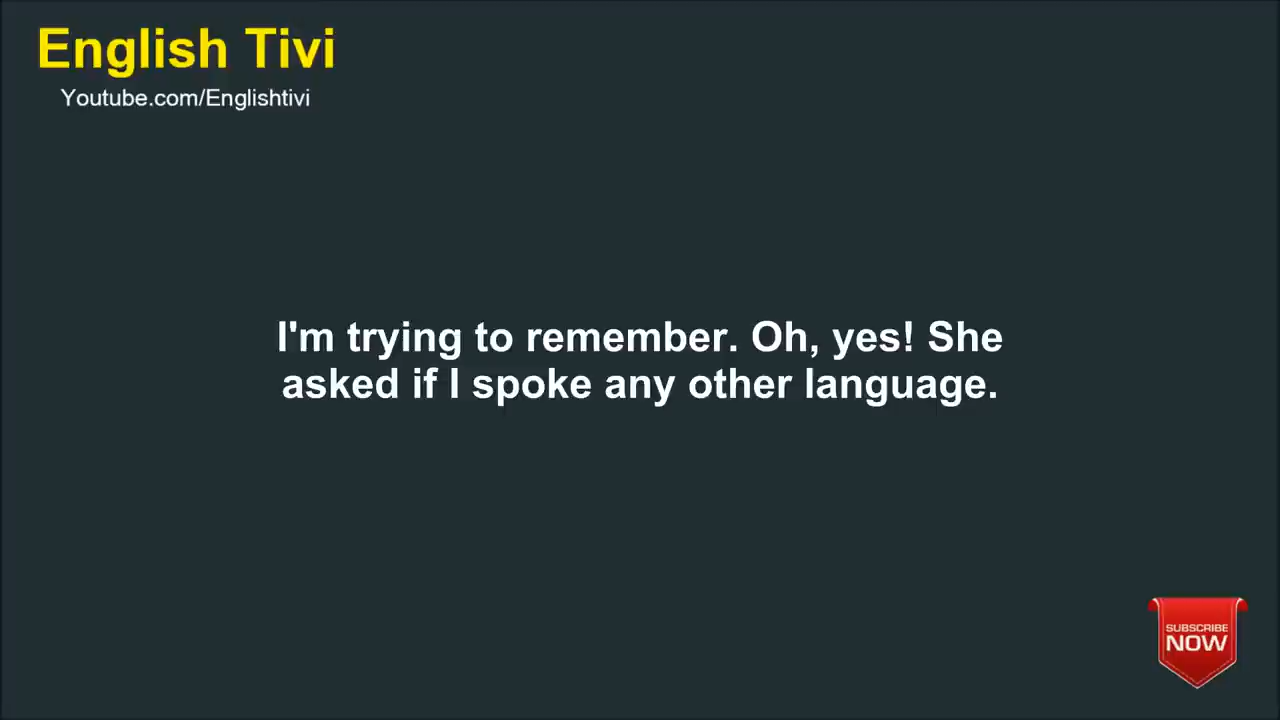 English Tivi
Youtube.com/Englishtivi
I'm trying to remember. Oh, yes! She
asked if I spoke any other language.
SUBSCRIBE
NOW